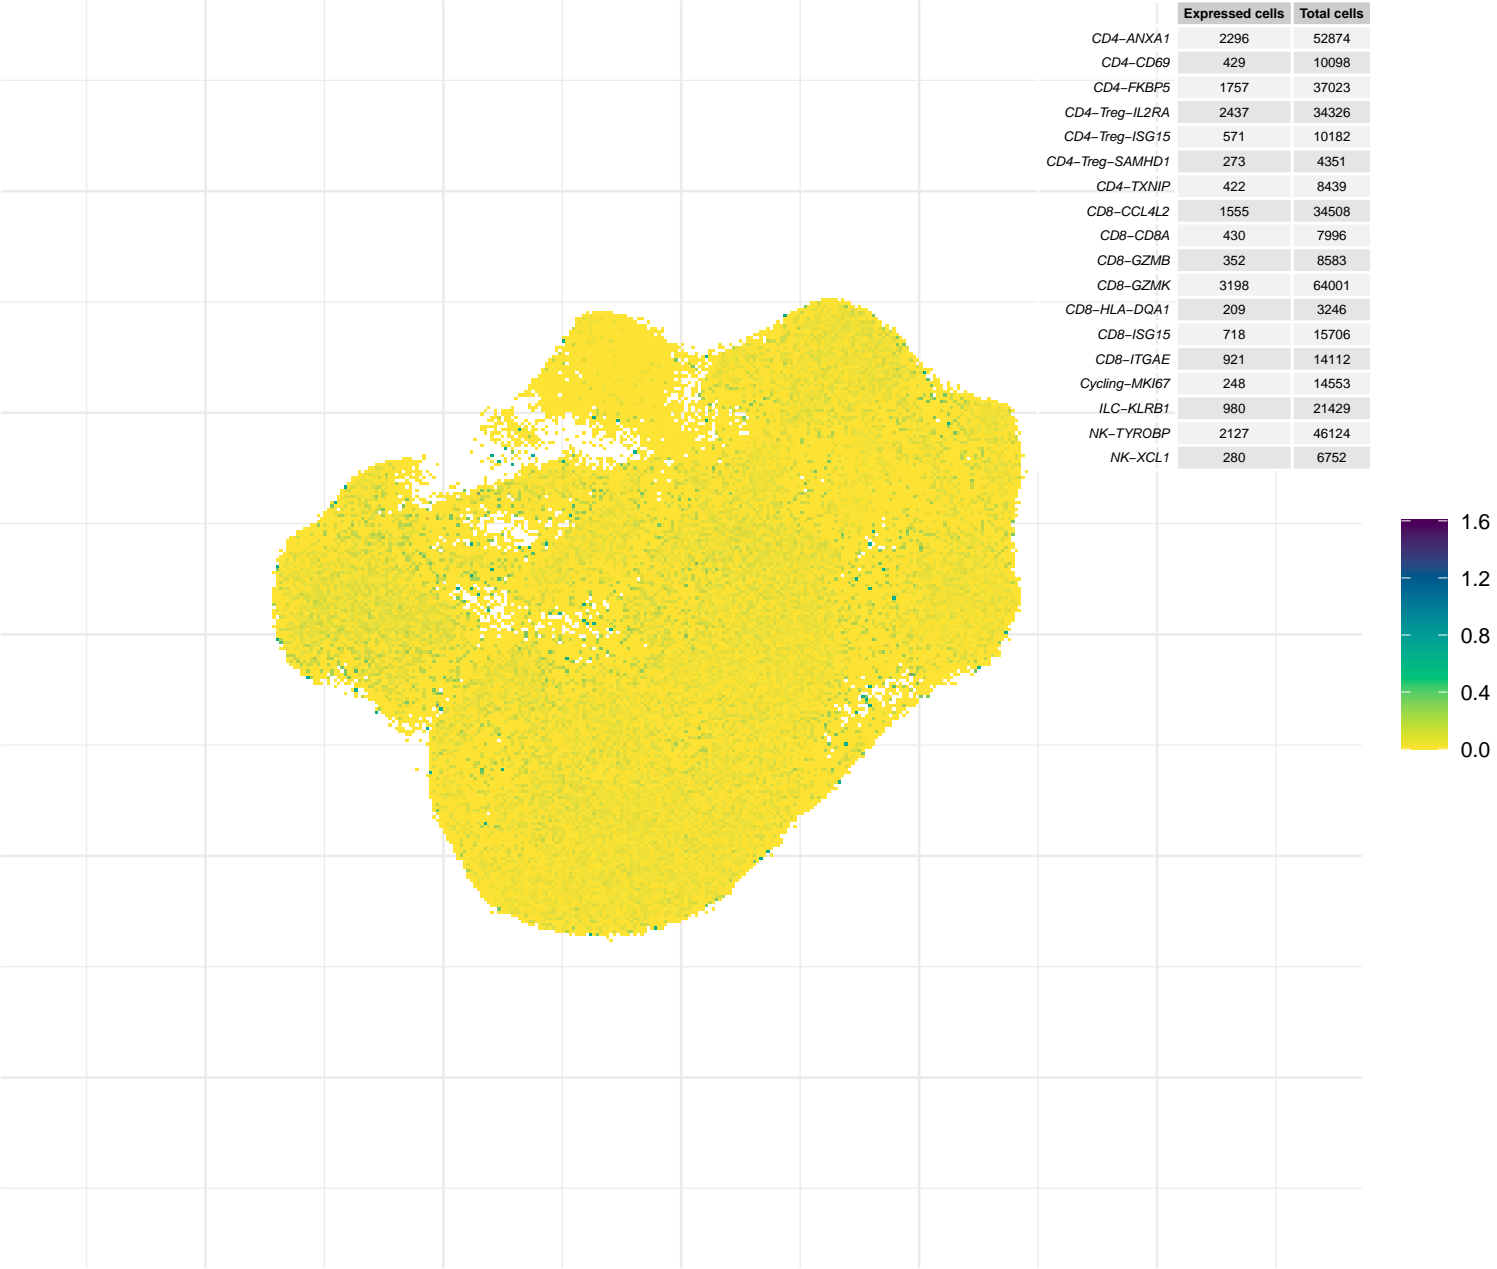 Expressed cells Total cells
CD4−ANXA1 2296 52874
CD4−CD69 429 10098
CD4−FKBP5 1757 37023
CD4−Treg−IL2RA 2437 34326
CD4−Treg−ISG15 571 10182
CD4−Treg−SAMHD1 273 4351
CD4−TXNIP 422 8439
CD8−CCL4L2 1555 34508
CD8−CD8A 430 7996
CD8−GZMB 352 8583
CD8−GZMK 3198 64001
CD8−HLA−DQA1 209 3246
CD8−ISG15 718 15706
CD8−ITGAE 921 14112
Cycling−MKI67 248 14553
ILC−KLRB1 980 21429
NK−TYROBP 2127 46124
NK−XCL1 280 6752
1.6
1.2
0.8
0.4
0.0